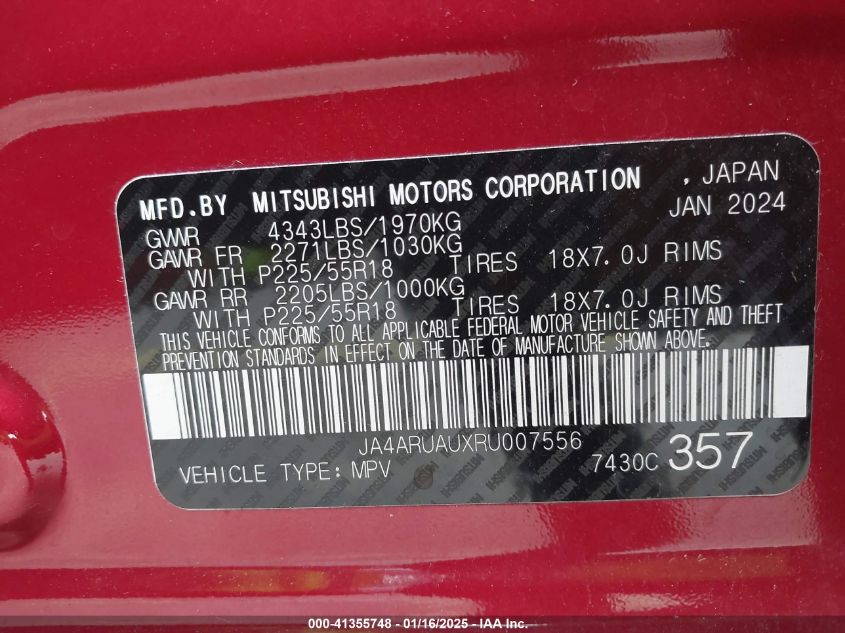 MFD.BY MITSUBISHI MOTORS CORPORATION , JAPAN
JAN 2024
GVWR 4343LBS/1970KG
GAWR FR 2271LBS/1030KG
WITH P225/55R18 TIRES 18X7.0J RIMS
GAWR RR 2205LBS/1000KG
WITH P225/55R18 TIRES 18X7.0J RIMS
THIS VEHICLE CONFORMS TO ALL APPLICABLE FEDERAL MOTOR VEHICLE SAFETY AND THEFT
PREVENTION STANDARDS IN EFFECT ON THE DATE OF MANUFACTURE SHOWN ABOVE.
JA4ARUAUXRU007556
VEHICLE TYPE: MPV 7430C 357
000-41355748 - 01/16/2025 - IAA Inc.